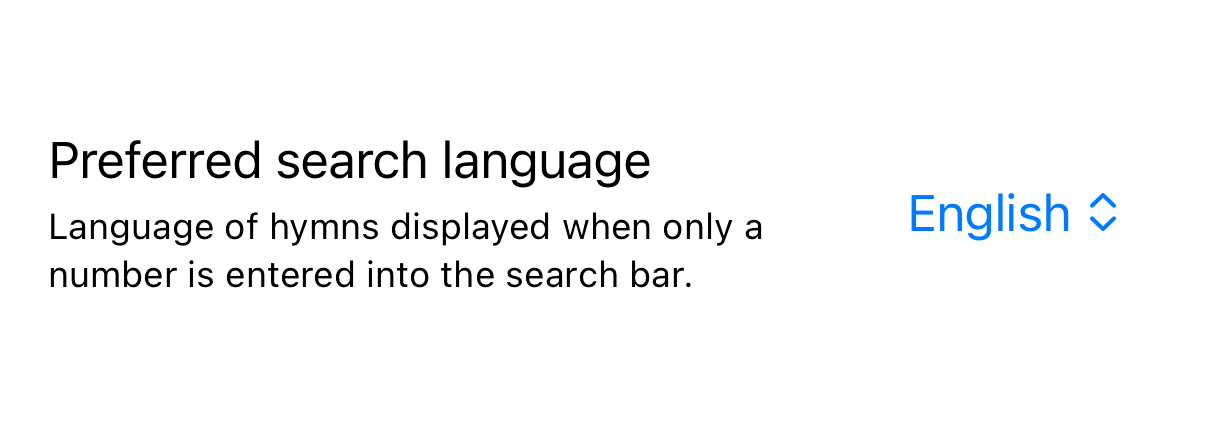 Preferred search language
Language of hymns displayed when only a
number is entered into the search bar.
English